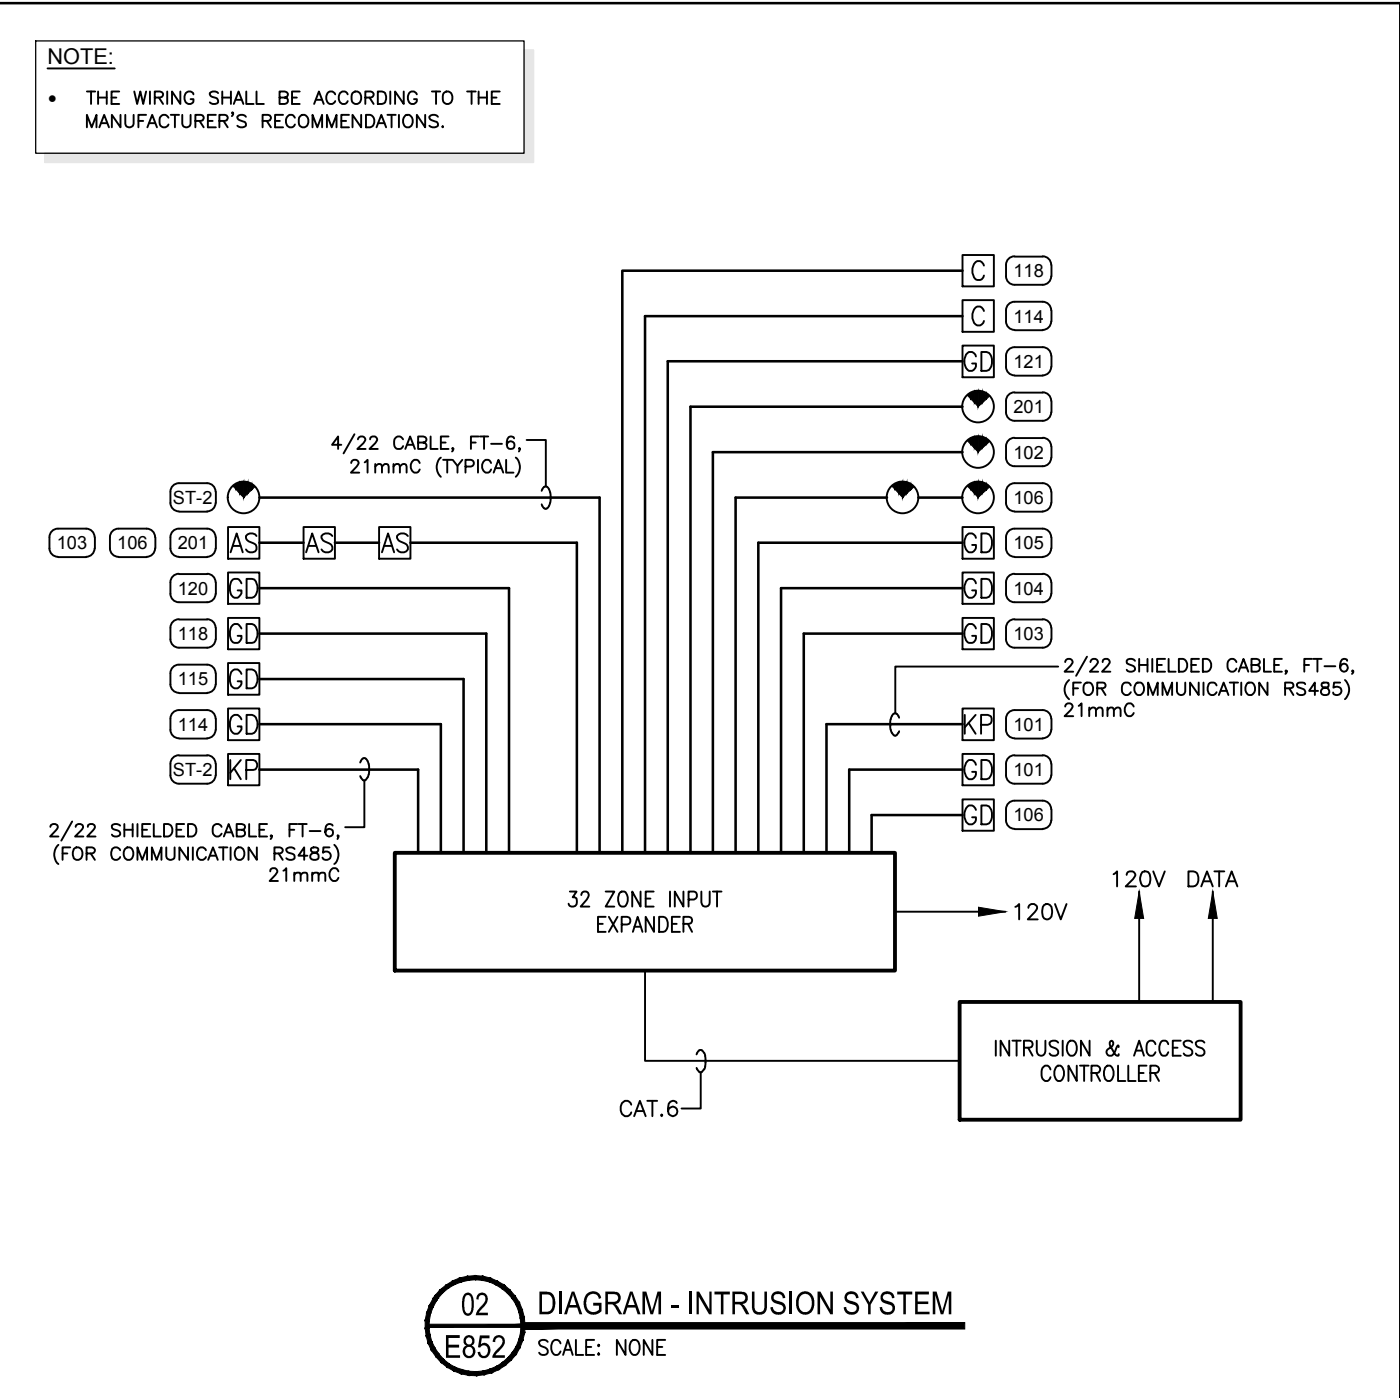 NOTE:
• THE WIRING SHALL BE ACCORDING TO THE
MANUFACTURER'S RECOMMENDATIONS.
C 118
C 114
GD 121
201
4/22 CABLE, FT-6,
21mmC (TYPICAL)
102
ST-2
106
103 106 201 AS AS AS
GD 105
120 GD
GD 104
118 GD
GD 103
2/22 SHIELDED CABLE, FT-6,
(FOR COMMUNICATION RS485)
21mmC
115 GD
114 GD
KP 101
ST-2 KP
GD 101
GD 106
2/22 SHIELDED CABLE, FT-6,
(FOR COMMUNICATION RS485)
21mmC
32 ZONE INPUT
EXPANDER
120V
120V DATA
INTRUSION & ACCESS
CONTROLLER
CAT.6
02
E852
DIAGRAM - INTRUSION SYSTEM
SCALE: NONE